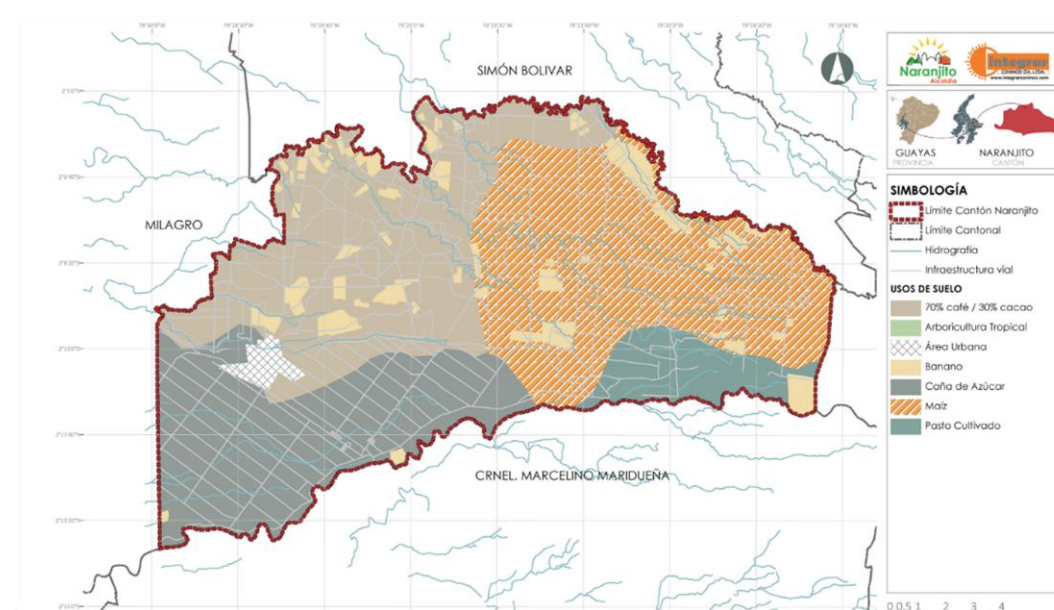 SIMÓN BOLIVAR
MILAGRO
CRNEL. MARCELINO MARIDUEÑA
Naranjito
Alcaldía
Integrar
GUAYAS
PROVINCIA
NARANJITO
CANTÓN
SIMBOLOGÍA
Límite Cantón Naranjito
Límite Cantonal
Hidrografía
Infraestructura vial
USOS DE SUELO
70% café / 30% cacao
Arboricultura Tropical
Área Urbana
Banano
Caña de Azúcar
Maíz
Pasto Cultivado
0 0.5 1 2 3 4